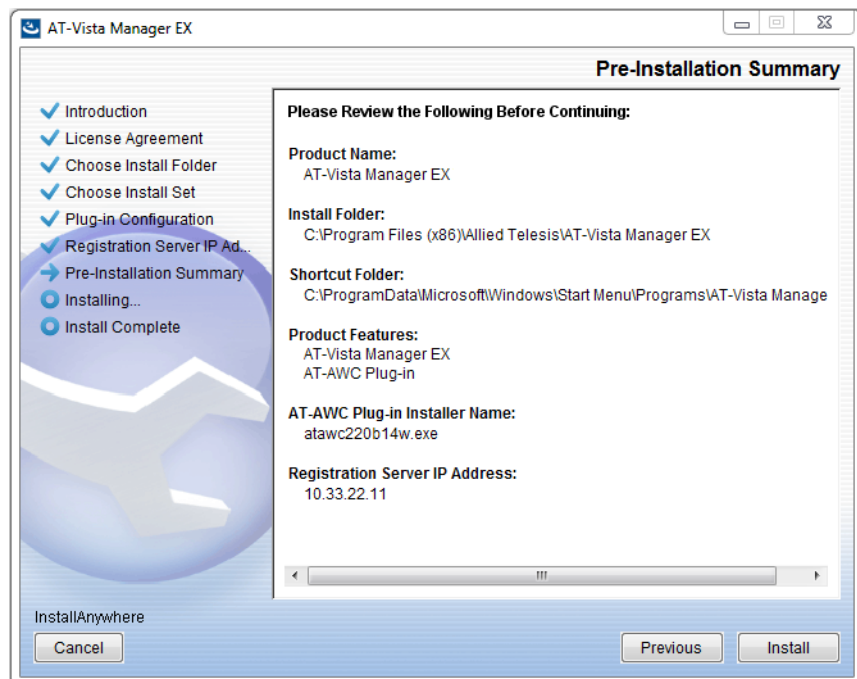 AT-Vista Manager EX
Pre-Installation Summary
Introduction
License Agreement
Choose Install Folder
Choose Install Set
Plug-in Configuration
Registration Server IP Ad...
Pre-Installation Summary
Installing...
Install Complete
Please Review the Following Before Continuing:
Product Name:
AT-Vista Manager EX
Install Folder:
C:\Program Files (x86)\Allied Telesis\AT-Vista Manager EX
Shortcut Folder:
C:\ProgramData\Microsoft\Windows\Start Menu\Programs\AT-Vista Manage
Product Features:
AT-Vista Manager EX
AT-AWC Plug-in
AT-AWC Plug-in Installer Name:
atawc220b14w.exe
Registration Server IP Address:
10.33.22.11
InstallAnywhere
Cancel
Previous
Install